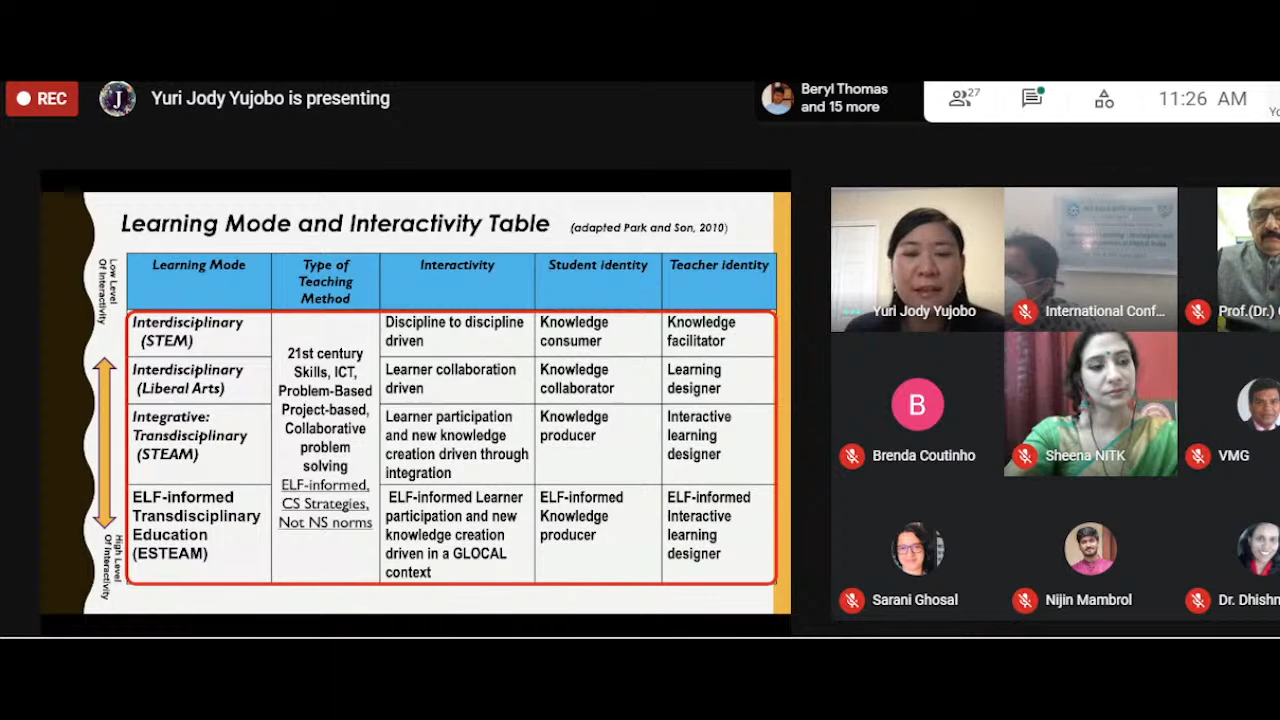 REC
J
Yuri Jody Yujobo is presenting
Beryl Thomas
and 15 more
27
11:26 AM
Learning Mode and Interactivity Table
(adapted Park and Son, 2010)
Low Level
Of Interactivity
High Level
Of Interactivity
Learning Mode
Type of
Teaching
Method
Interactivity
Student identity
Teacher identity
Interdisciplinary
(STEM)
Discipline to discipline
driven
Knowledge
consumer
Knowledge
facilitator
Interdisciplinary
(Liberal Arts)
Learner collaboration
driven
Knowledge
collaborator
Learning
designer
Integrative:
Transdisciplinary
(STEAM)
Learner participation
and new knowledge
creation driven through
integration
Knowledge
producer
Interactive
learning
designer
21st century
Skills, ICT,
Problem-Based
Project-based,
Collaborative
problem
solving
ELF-informed,
CS Strategies,
Not NS norms
ELF-informed
Transdisciplinary
Education
(ESTEAM)
ELF-informed Learner
participation and new
knowledge creation
driven in a GLOCAL
context
ELF-informed
Knowledge
producer
ELF-informed
Interactive
learning
designer
Yuri Jody Yujobo
International Conf...
Prof.(Dr.)
B
Brenda Coutinho
Sheena NITK
VMG
Sarani Ghosal
Nijin Mambrol
Dr. Dhishn